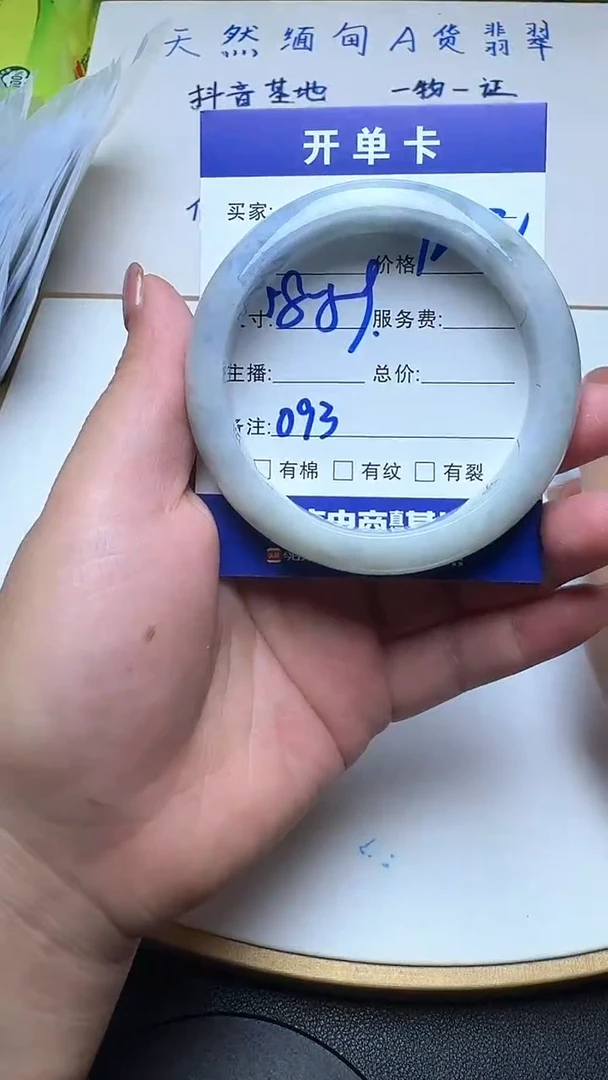 天然缅甸A货翡翠
抖音基地 一物一证
开单卡
买家:
价格
寸: 服务费:
主播: 总价:
备注: 093
有棉 有纹 有裂